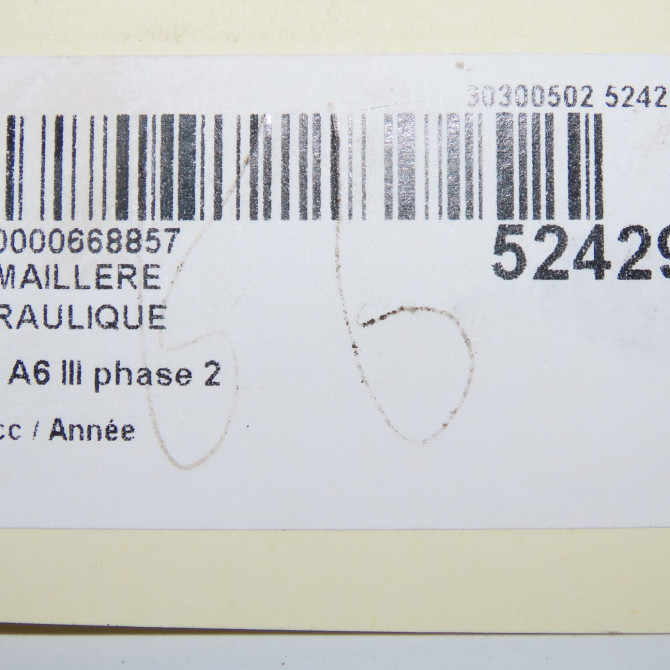 30300502 5242
0000668857
52429
MAILLERE
RAULIQUE
A6 III phase 2
cc / Année